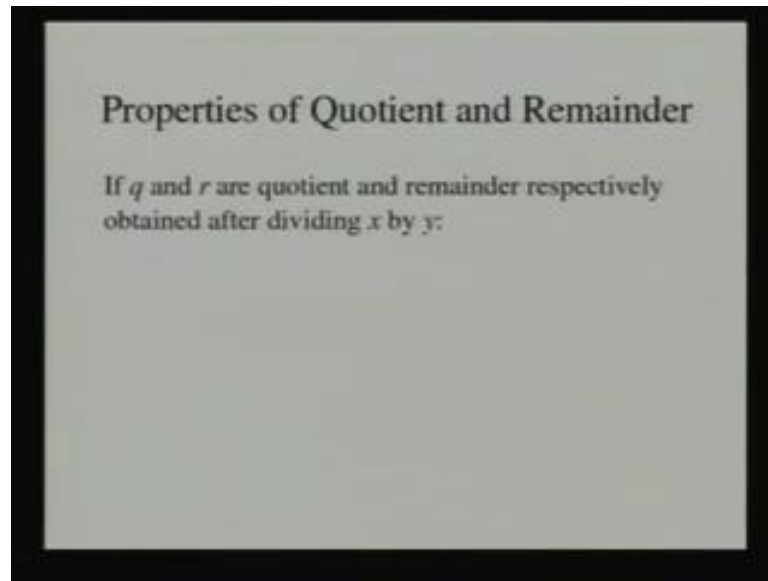 Properties of Quotient and Remainder
If q and r are quotient and remainder respectively
obtained after dividing x by y: